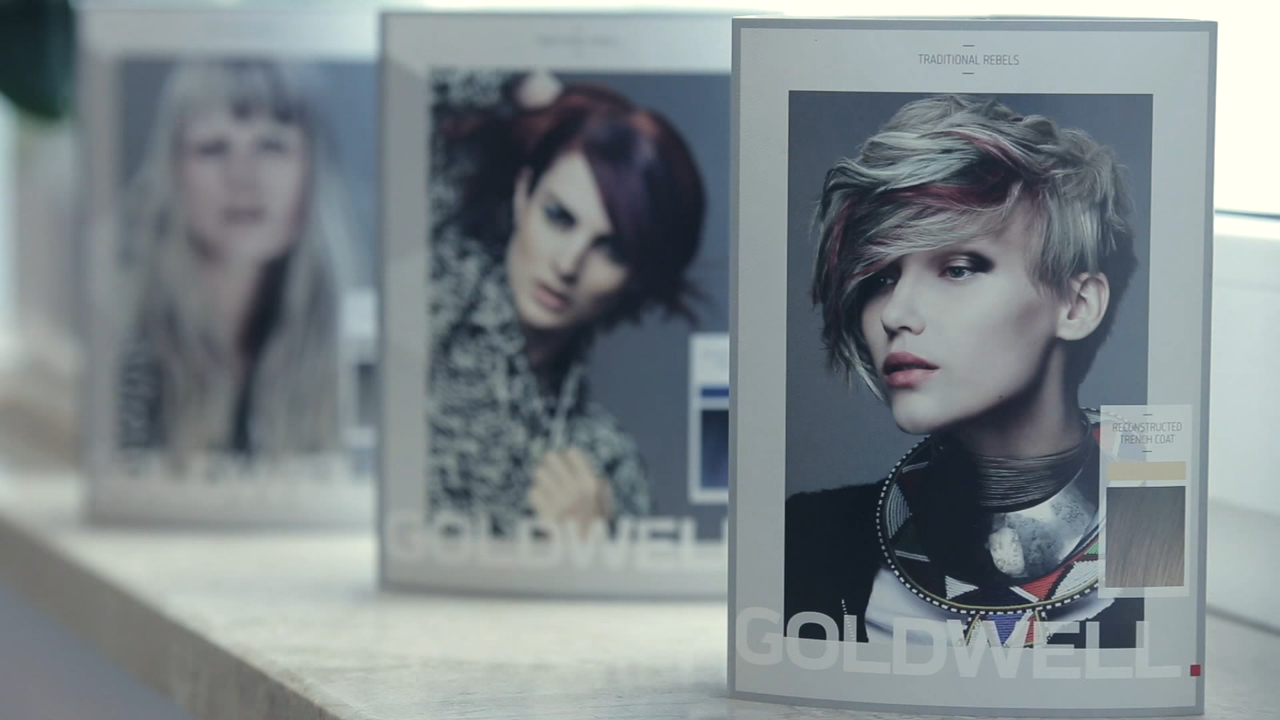 TRADITIONAL REBELS
RECONSTRUCTED
TRENCH COAT
GOLDWELL.
GOLDWELL